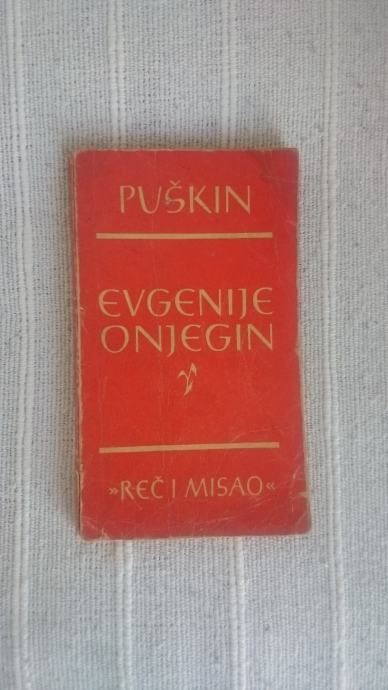 PUŠKIN
EVGENIJE
ONJEGIN
»REČ I MISAO«